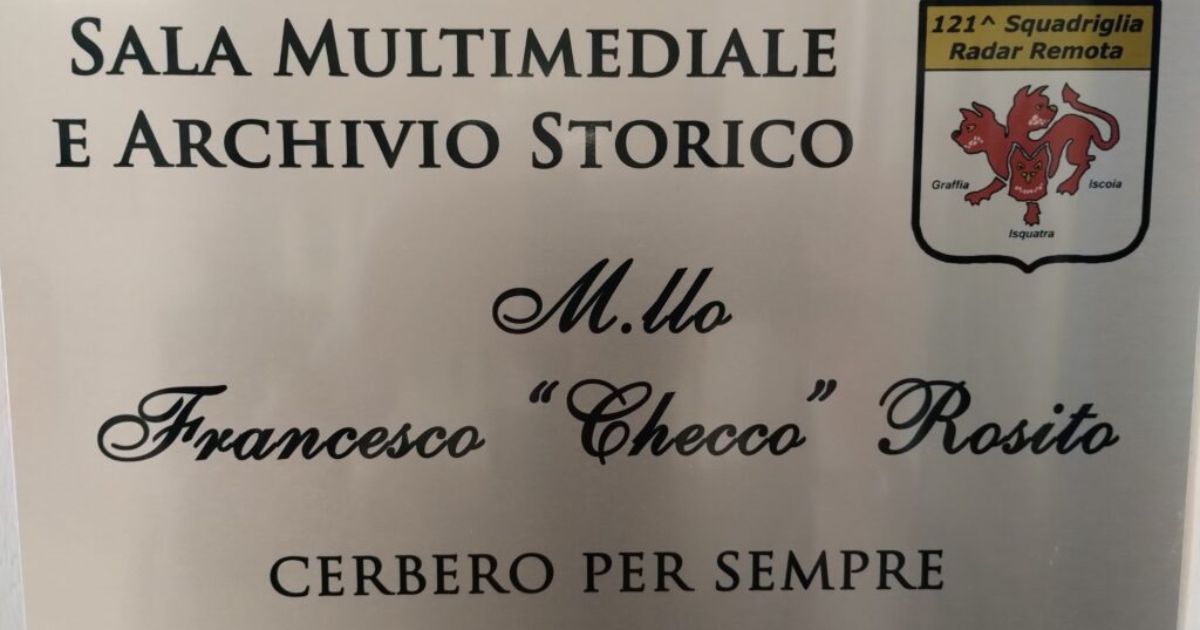 SALA MULTIMEDIALE
E ARCHIVIO STORICO
121^ Squadriglia
Radar Remota
Graffia
Iscoia
Isquatra
M.llo
Francesco “Checco” Rosito
CERBERO PER SEMPRE